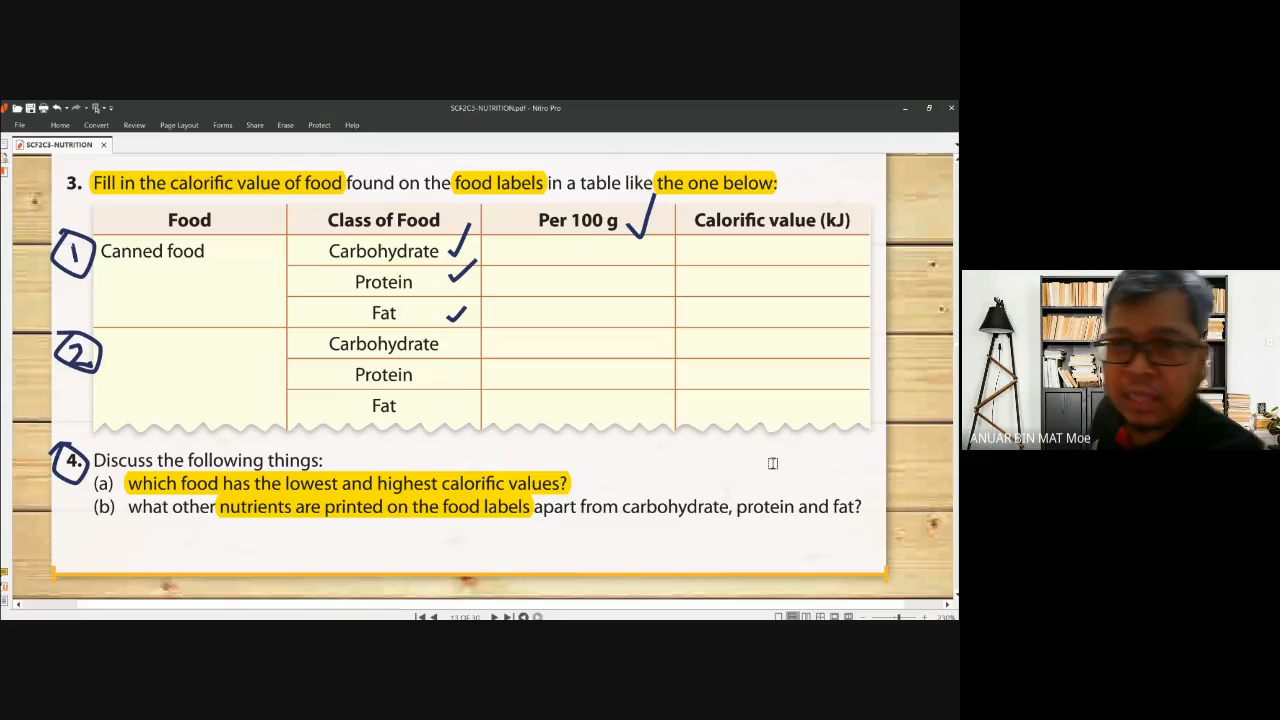 SCF2C3-NUTRITION.pdf - Nitro Pro
File Home Convert Review Page Layout Forms Share Erase Protect Help
SCF2C3-NUTRITION
3. Fill in the calorific value of food found on the food labels in a table like the one below:
Food Class of Food Per 100 g Calorific value (kJ)
1 Canned food Carbohydrate
Protein
Fat
2 Carbohydrate
Protein
Fat
4. Discuss the following things:
(a) which food has the lowest and highest calorific values?
(b) what other nutrients are printed on the food labels apart from carbohydrate, protein and fat?
ANUAR BIN MAT Moe
13 OF 30
230%